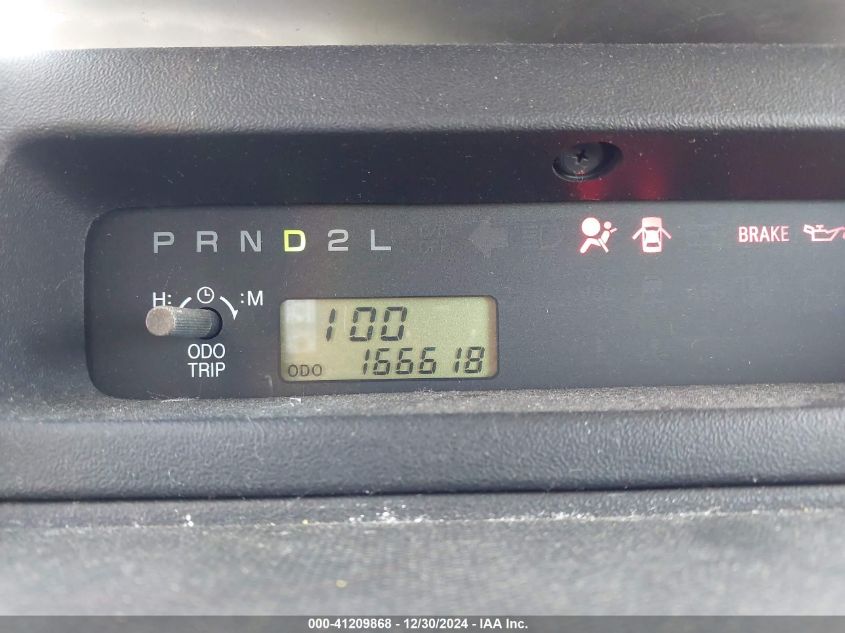 P R N D 2 L
BRAKE
H: :M
100
ODO 166618
ODO
TRIP
000-41209868 - 12/30/2024 - IAA Inc.